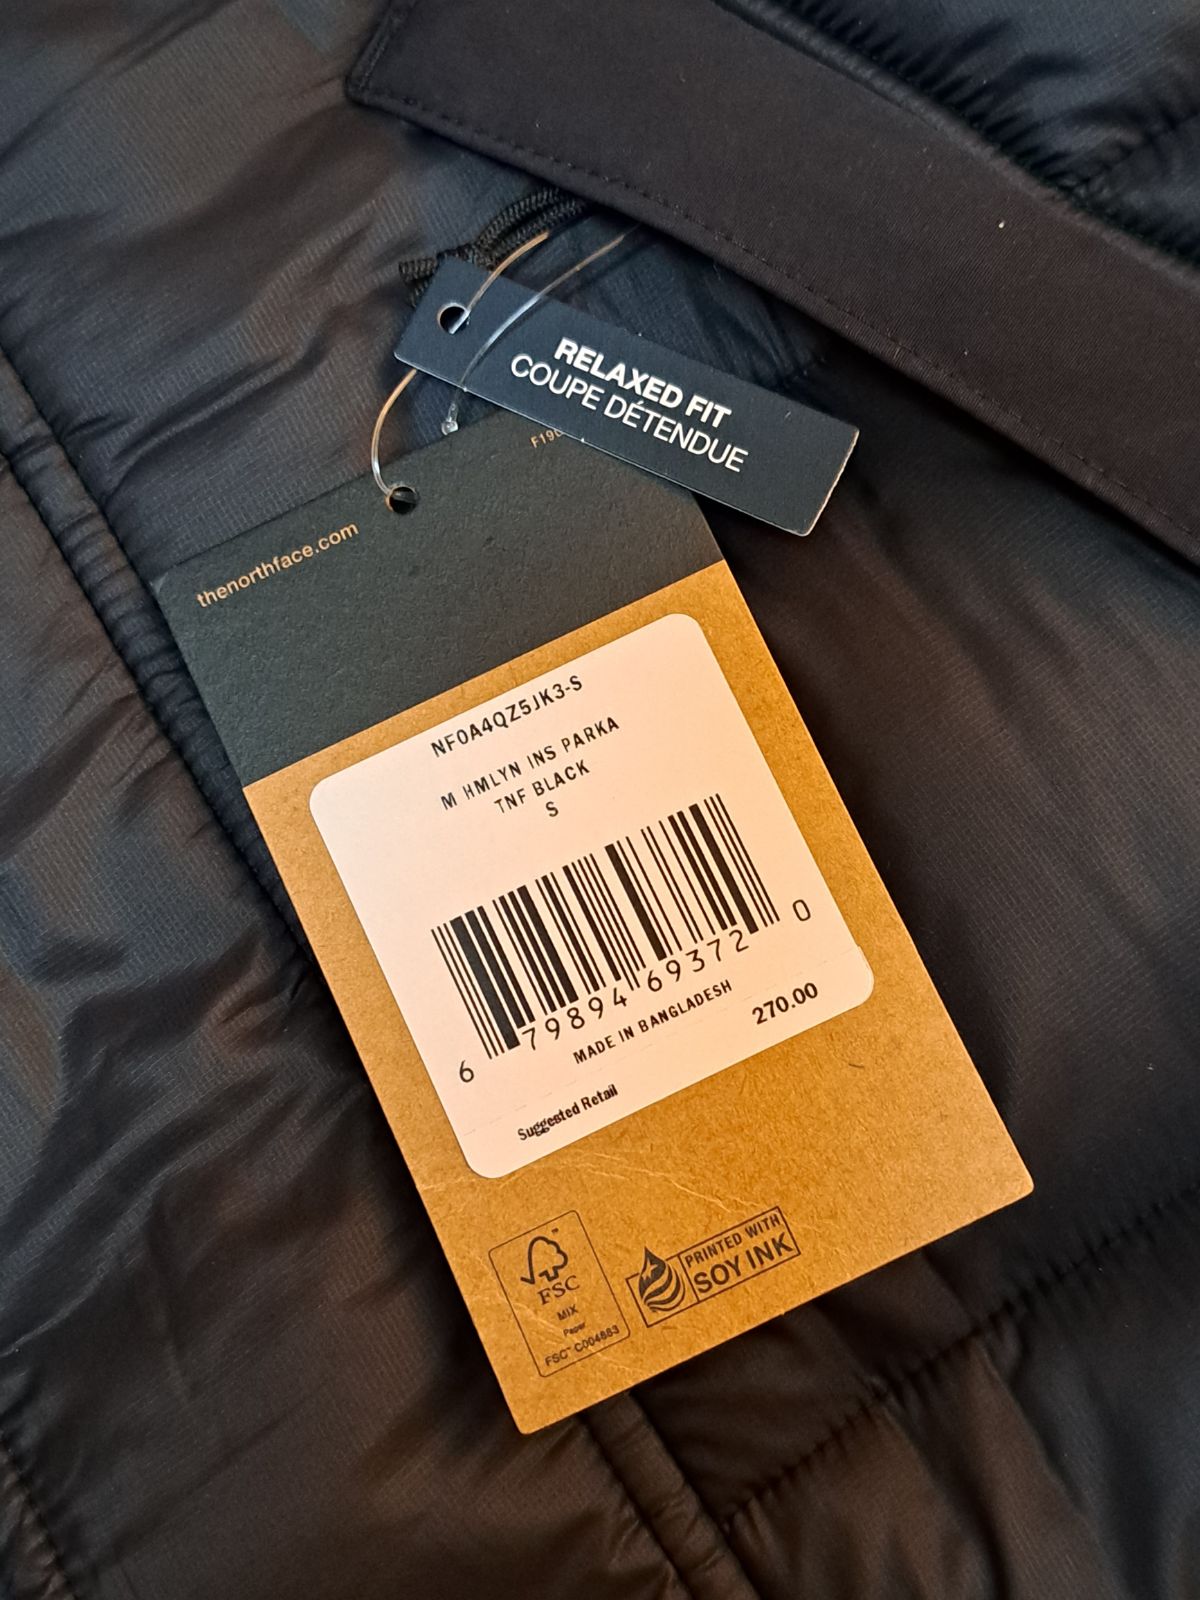 RELAXED FIT
COUPE DÉTENDUE
thenorthface.com
NF0A4QZ5JK3-S
M HMLYN INS PARKA
TNF BLACK
S
6 79894 69372 0
MADE IN BANGLADESH
270.00
Suggested Retail
FSC
MIX
Paper
FSC™ C004883
PRINTED WITH
SOY INK